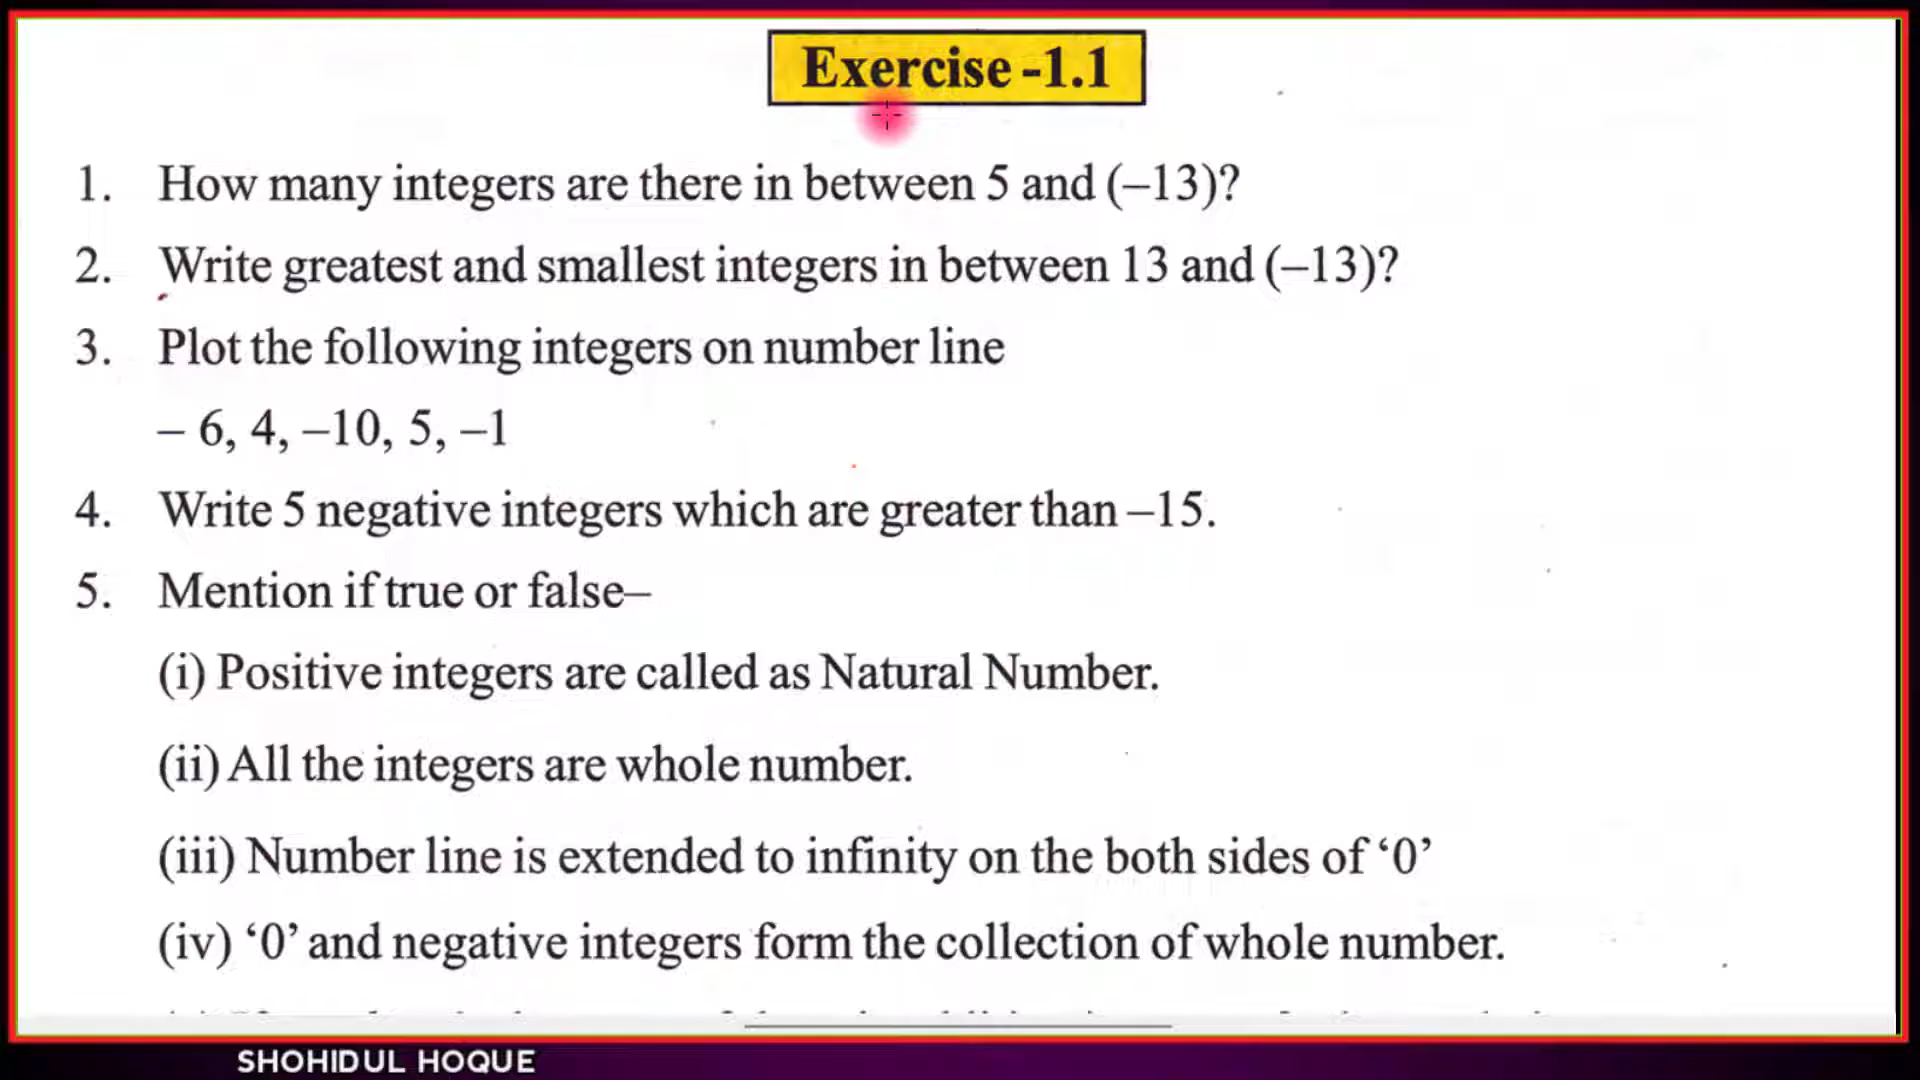 Exercise -1.1
1. How many integers are there in between 5 and (–13)?
2. Write greatest and smallest integers in between 13 and (–13)?
3. Plot the following integers on number line
– 6, 4, –10, 5, –1
4. Write 5 negative integers which are greater than –15.
5. Mention if true or false–
(i) Positive integers are called as Natural Number.
(ii) All the integers are whole number.
(iii) Number line is extended to infinity on the both sides of ‘0’
(iv) ‘0’ and negative integers form the collection of whole number.
SHOHIDUL HOQUE